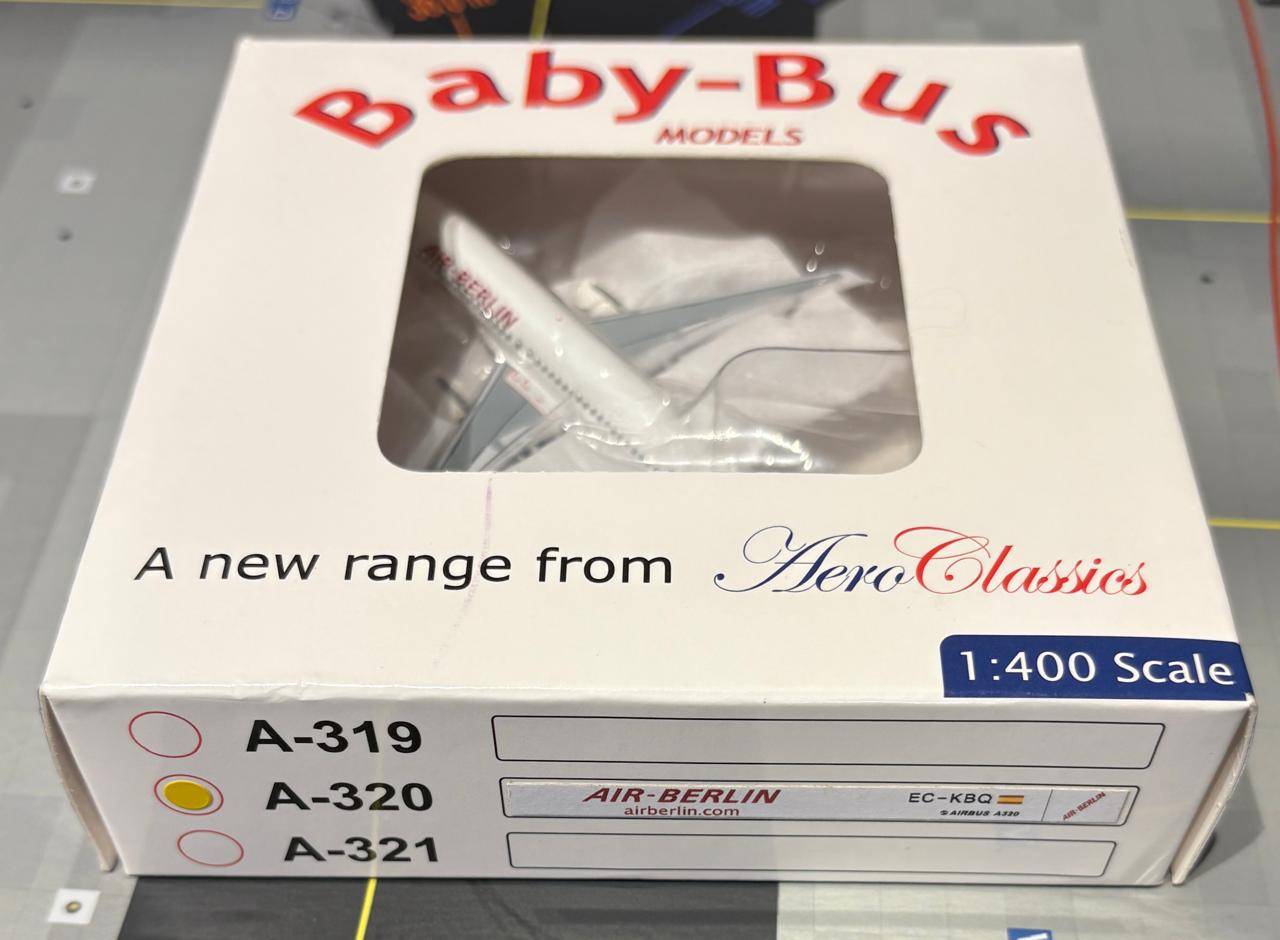 Baby-Bus
MODELS
AIR-BERLIN
A new range from AeroClassics
1:400 Scale
A-319
A-320
AIR-BERLIN
airberlin.com
EC-KBQ
AIRBUS A320
AIR-BERLIN
A-321